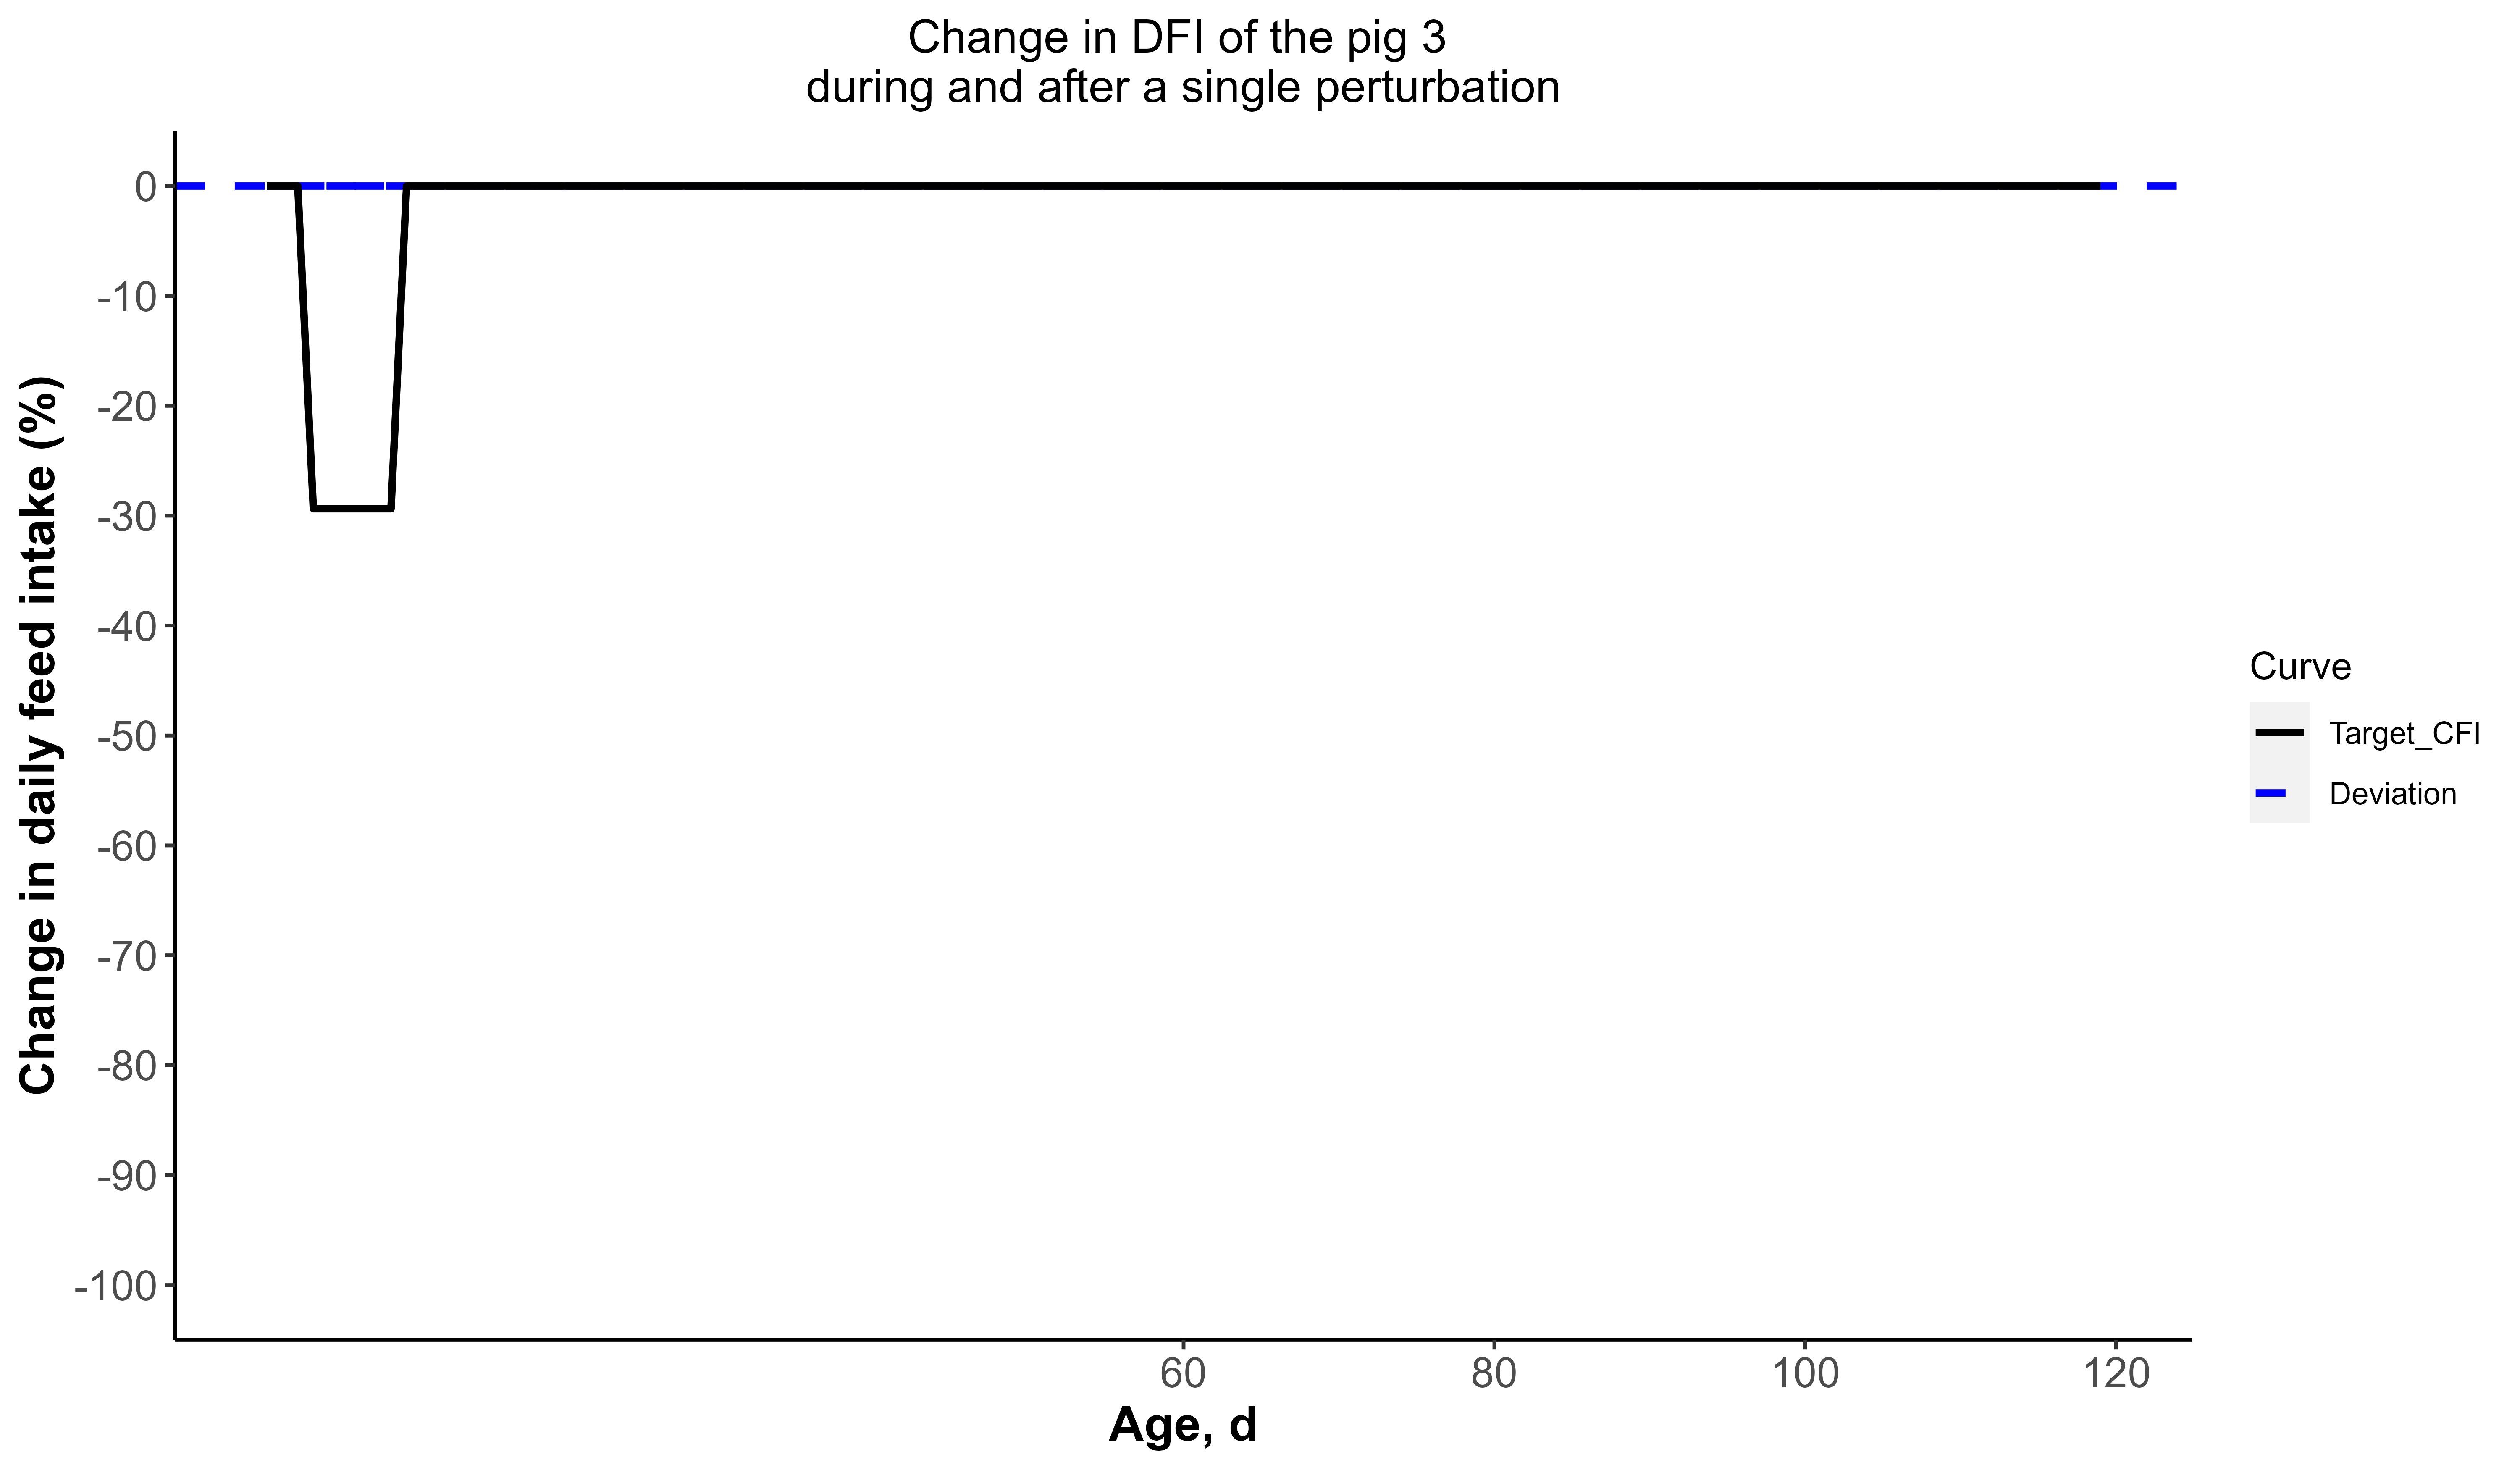 Change in DFI of the pig 3
during and after a single perturbation
Change in daily feed intake (%)
0
-10
-20
-30
-40
-50
-60
-70
-80
-90
-100
60
80
100
120
Age, d
Curve
Target_CFI
Deviation